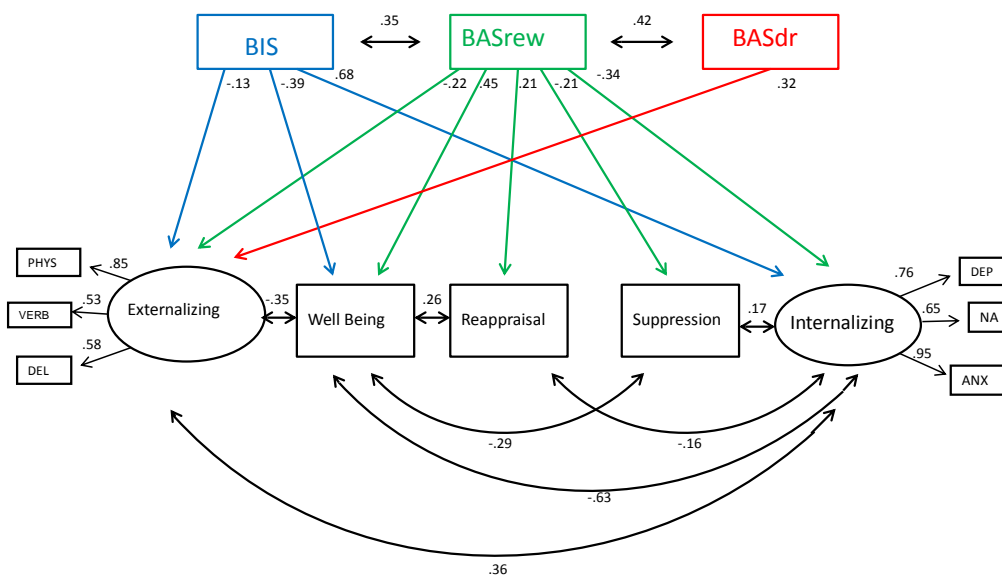 .35
.42
BIS
BASrew
BASdr
-.13
-.39
.68
-.22
.45
.21
-.21
-.34
.32
PHYS
.85
.76
DEP
VERB
.53
Externalizing
-.35
Well Being
.26
Reappraisal
Suppression
.17
Internalizing
.65
NA
DEL
.58
.95
ANX
-.29
-.16
-.63
.36